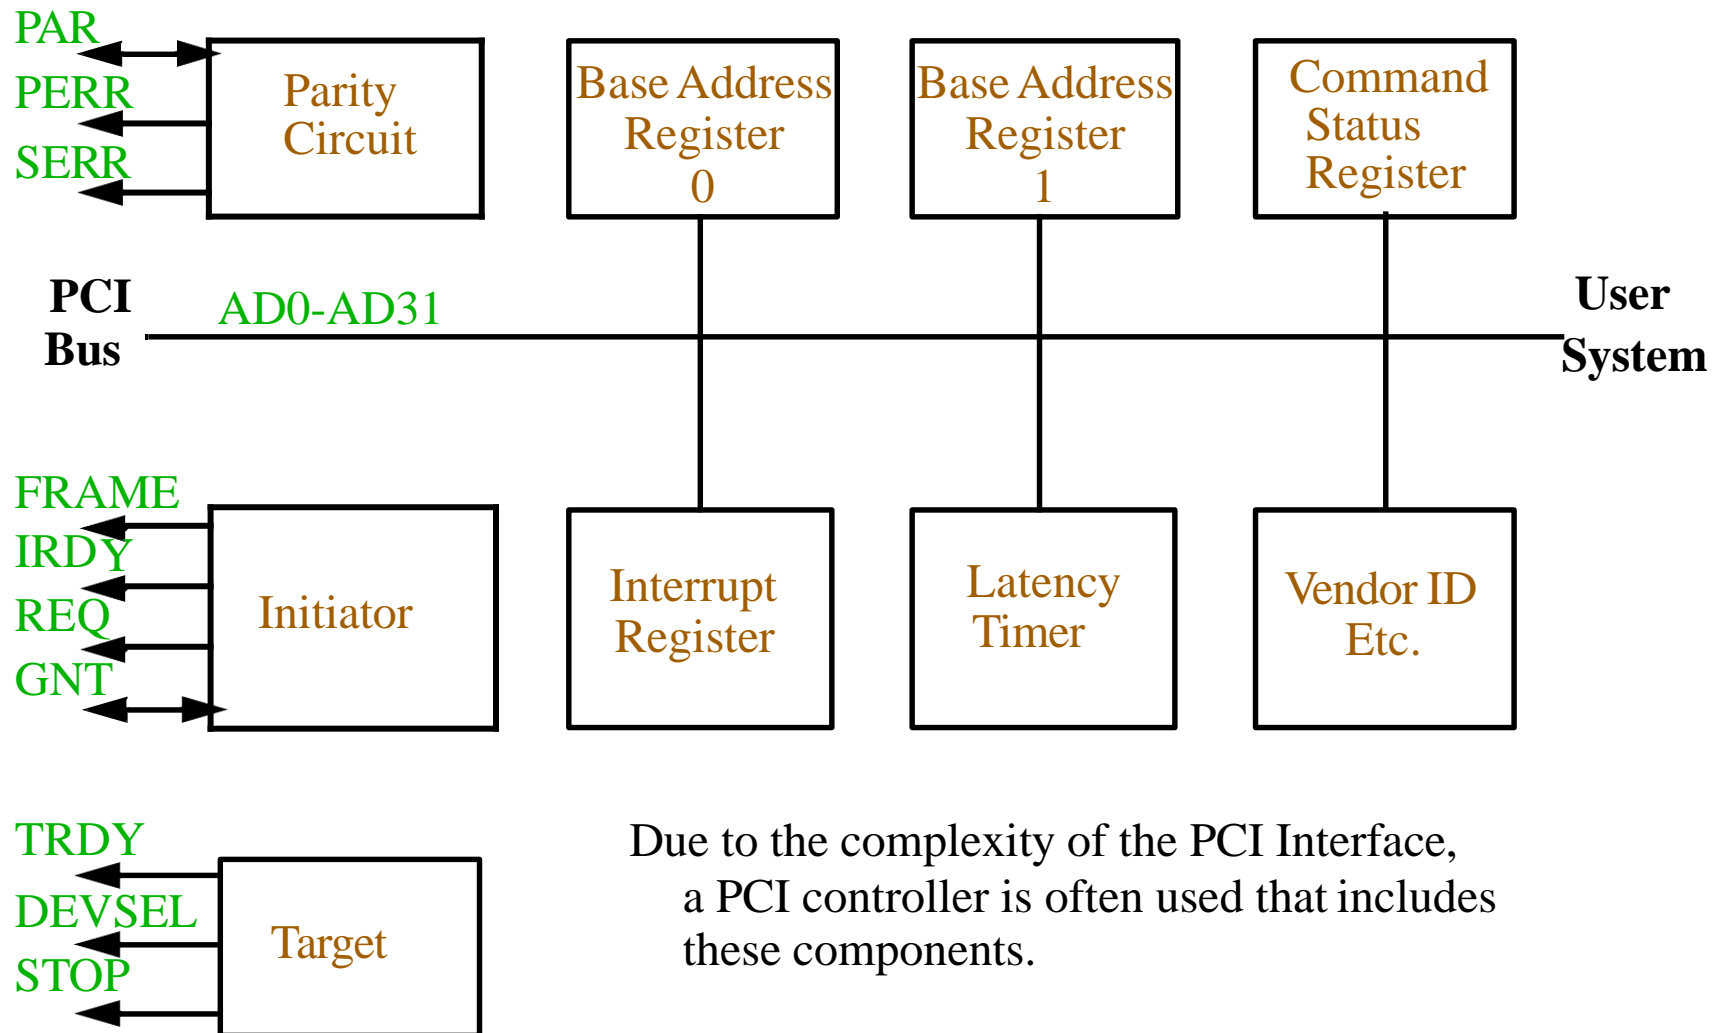 PAR
PERR
SERR
Parity
Circuit
Base Address
Register
0
Base Address
Register
1
Command
Status
Register
PCI
Bus
AD0-AD31
User
System
FRAME
IRDY
REQ
GNT
Initiator
Interrupt
Register
Latency
Timer
Vendor ID
Etc.
TRDY
DEVSEL
STOP
Target
Due to the complexity of the PCI Interface,
a PCI controller is often used that includes
these components.